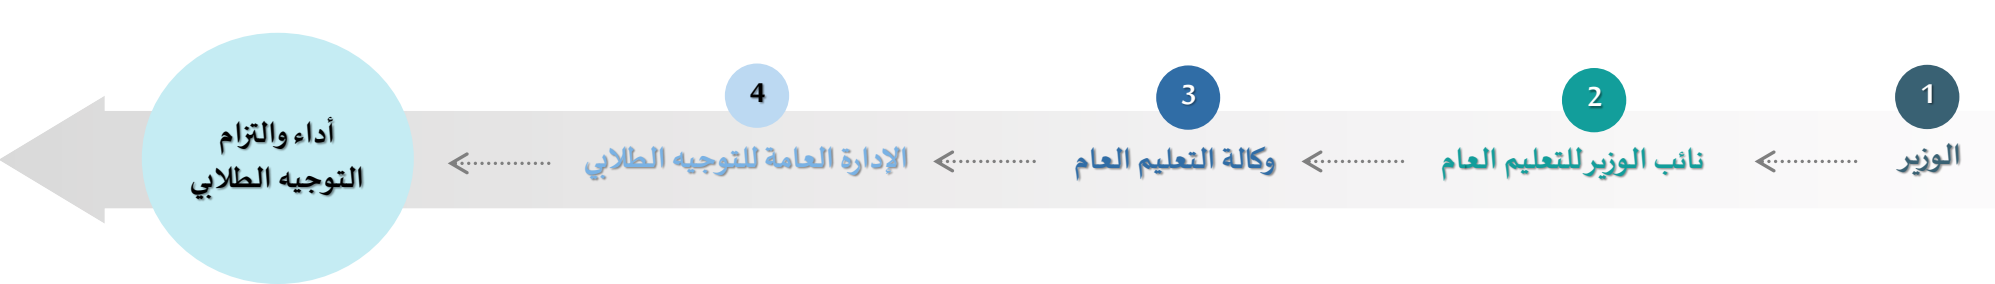 1
الوزير
2
نائب الوزير للتعليم العام
3
وكالة التعليم العام
4
الإدارة العامة للتوجيه الطلابي
أداء والتزام
التوجيه الطلابي